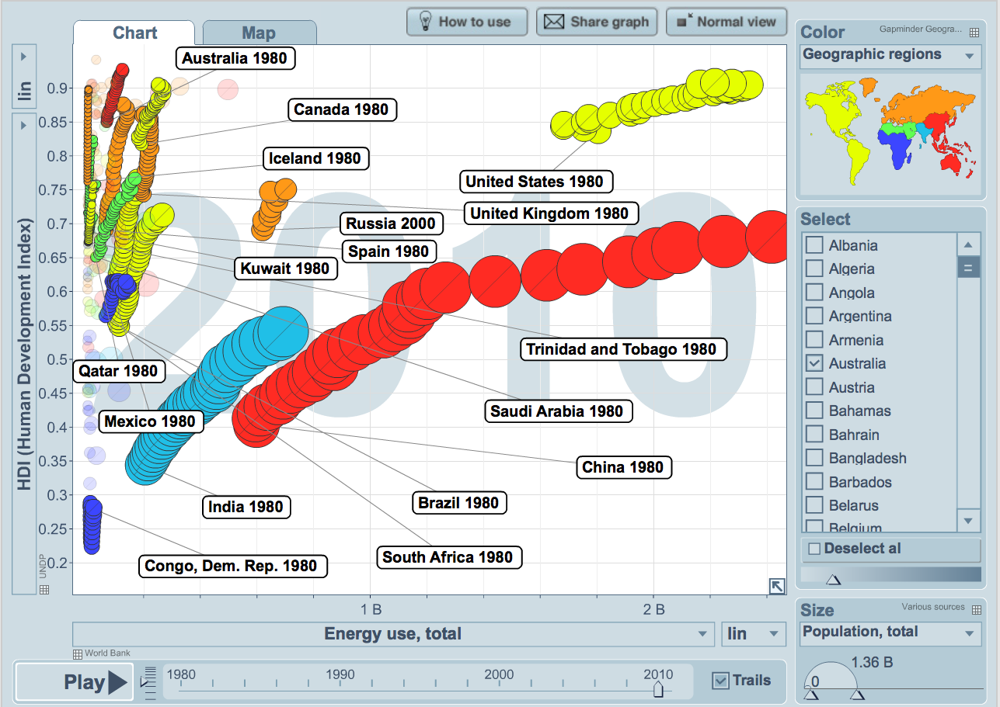 Chart
Map
How to use
Share graph
Normal view
lin
HDI (Human Development Index)
UNDP
0.9
0.85
0.8
0.75
0.7
0.65
0.6
0.55
0.5
0.45
0.4
0.35
0.3
0.25
0.2
2010
Australia 1980
Canada 1980
Iceland 1980
United States 1980
United Kingdom 1980
Russia 2000
Spain 1980
Kuwait 1980
Trinidad and Tobago 1980
Qatar 1980
Saudi Arabia 1980
Mexico 1980
China 1980
Brazil 1980
India 1980
South Africa 1980
Congo, Dem. Rep. 1980
1 B
2 B
Energy use, total
lin
World Bank
Play
1980
1990
2000
2010
Trails
Color
Gapminder Geogra...
Geographic regions
Select
Albania
Algeria
Angola
Argentina
Armenia
Australia
Austria
Bahamas
Bahrain
Bangladesh
Barbados
Belarus
Belgium
Deselect al
Size
Various sources
Population, total
1.36 B
0